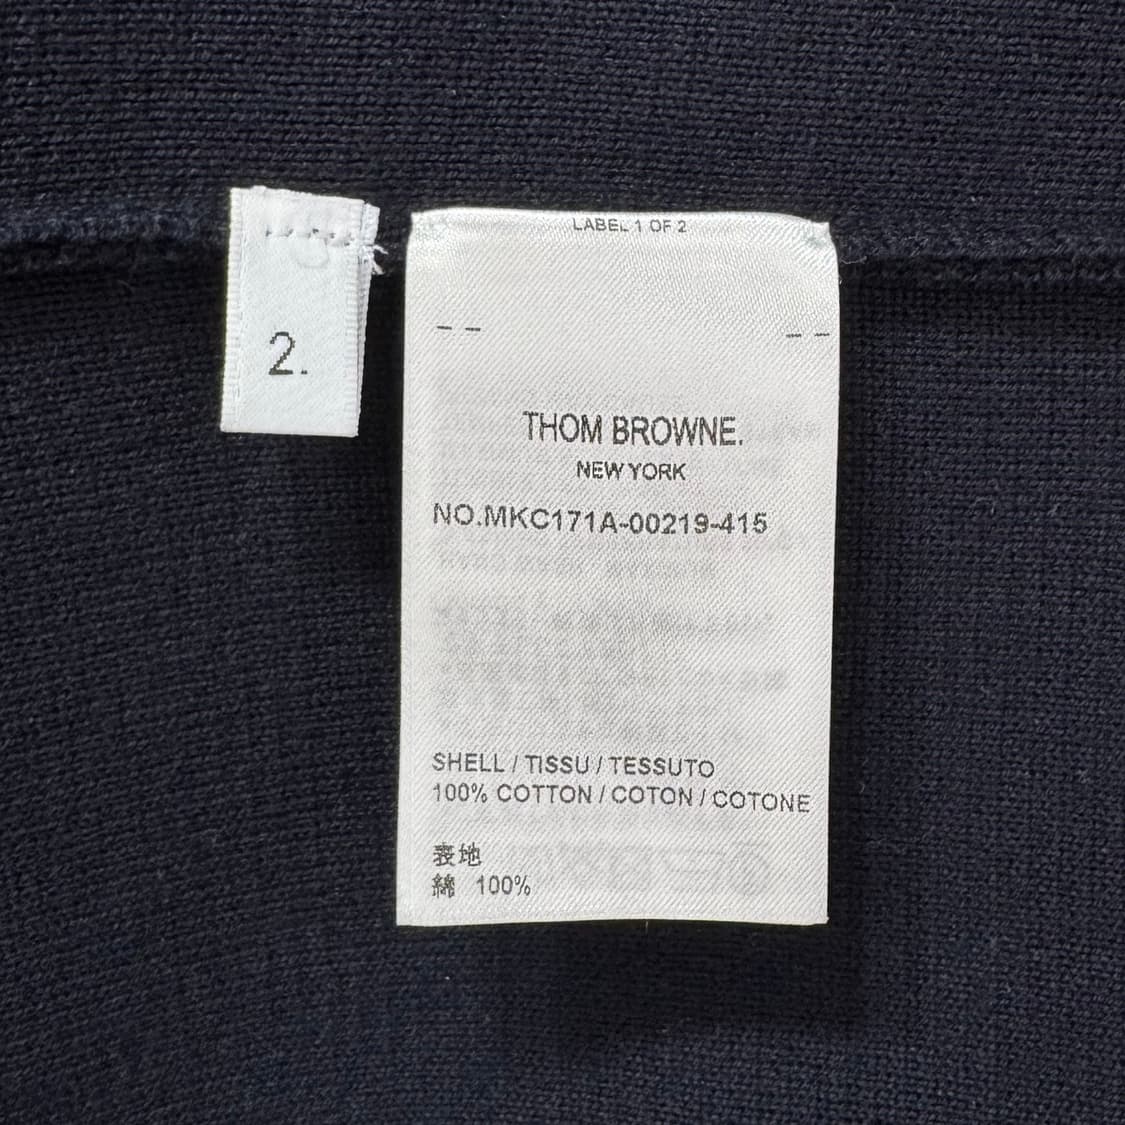 LABEL 1 OF 2
2.
THOM BROWNE.
NEW YORK
NO.MKC171A-00219-415
SHELL / TISSU / TESSUTO
100% COTTON / COTON / COTONE
表地
綿 100%